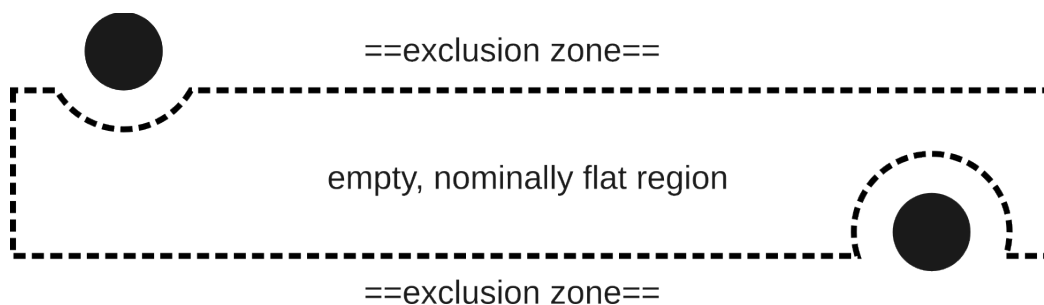 ==exclusion zone==
empty, nominally flat region
==exclusion zone==